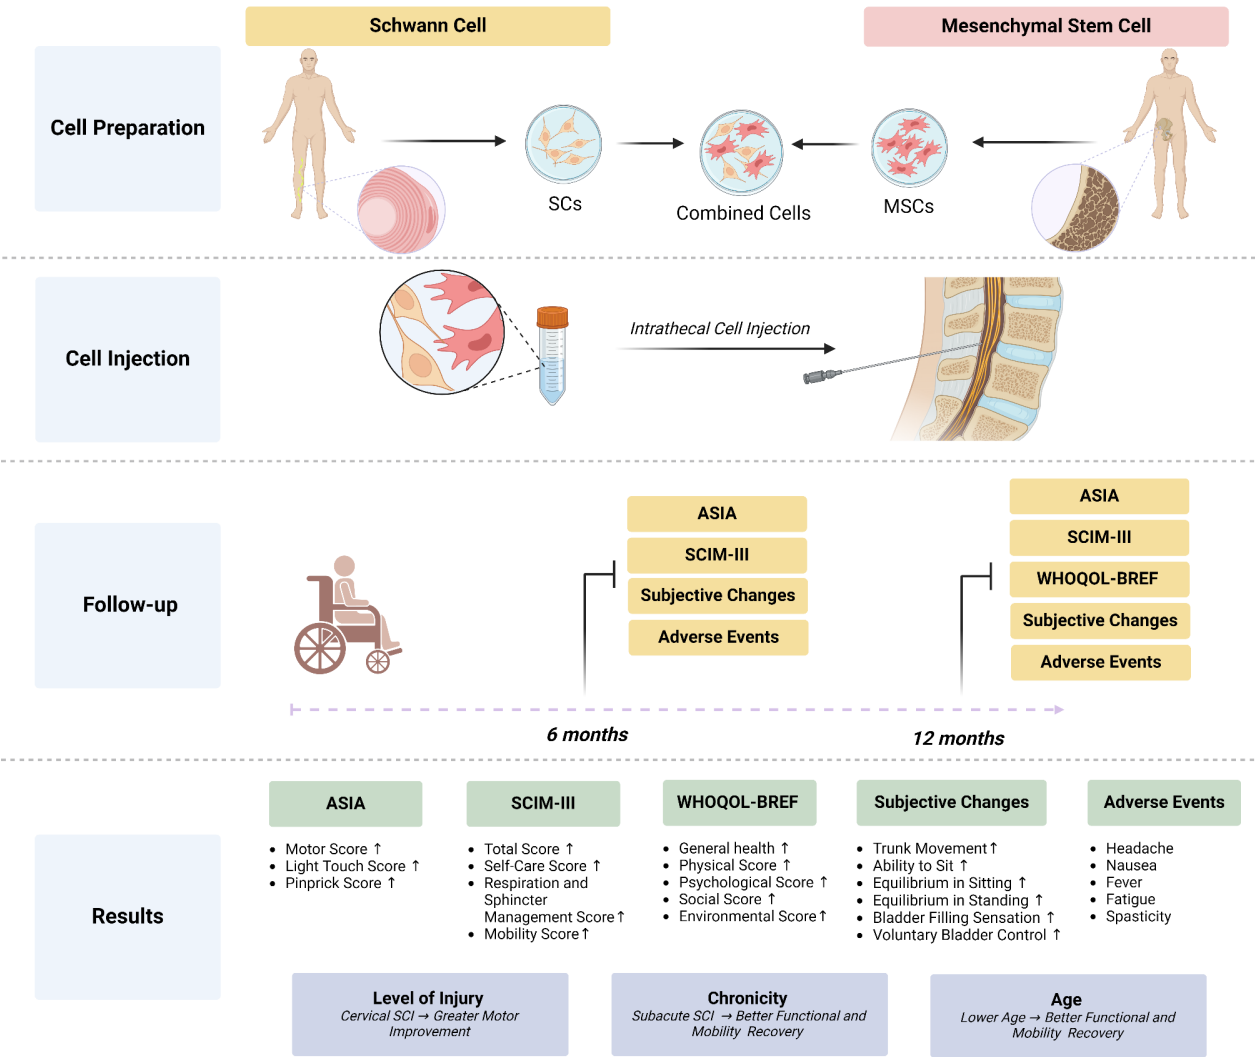 Schwann Cell
Mesenchymal Stem Cell
Cell Preparation
SCs
Combined Cells
MSCs
Cell Injection
Intrathecal Cell Injection
Follow-up
ASIA
SCIM-III
Subjective Changes
Adverse Events
ASIA
SCIM-III
WHOQOL-BREF
Subjective Changes
Adverse Events
6 months
12 months
Results
ASIA
• Motor Score ↑
• Light Touch Score ↑
• Pinprick Score ↑
SCIM-III
• Total Score ↑
• Self-Care Score ↑
• Respiration and
Sphincter
Management Score↑
• Mobility Score↑
WHOQOL-BREF
• General health ↑
• Physical Score ↑
• Psychological Score ↑
• Social Score ↑
• Environmental Score↑
Subjective Changes
• Trunk Movement↑
• Ability to Sit ↑
• Equilibrium in Sitting ↑
• Equilibrium in Standing ↑
• Bladder Filling Sensation ↑
• Voluntary Bladder Control ↑
Adverse Events
• Headache
• Nausea
• Fever
• Fatigue
• Spasticity
Level of Injury
Cervical SCI → Greater Motor
Improvement
Chronicity
Subacute SCI → Better Functional and
Mobility Recovery
Age
Lower Age → Better Functional and
Mobility Recovery